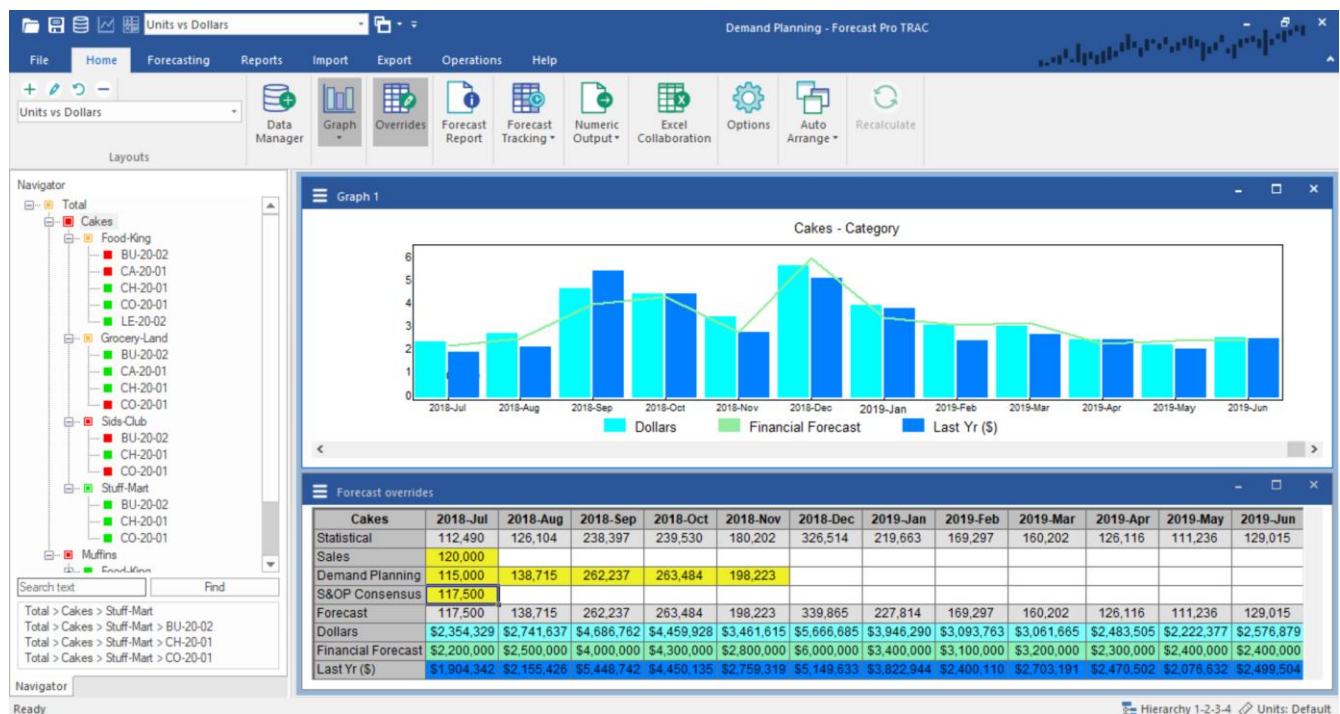 Units vs Dollars
Demand Planning - Forecast Pro TRAC
File Home Forecasting Reports Import Export Operations Help
Units vs Dollars
Layouts
Data Manager
Graph
Overrides
Forecast Report
Forecast Tracking
Numeric Output
Excel Collaboration
Options
Auto Arrange
Recalculate
Navigator
Total
Cakes
Food-King
BU-20-02
CA-20-01
CH-20-01
CO-20-01
LE-20-02
Grocery-Land
BU-20-02
CA-20-01
CH-20-01
CO-20-01
Sids-Club
BU-20-02
CH-20-01
CO-20-01
Stuff-Mart
BU-20-02
CH-20-01
CO-20-01
Muffins
Food-King
Search text Find
Total > Cakes > Stuff-Mart
Total > Cakes > Stuff-Mart > BU-20-02
Total > Cakes > Stuff-Mart > CH-20-01
Total > Cakes > Stuff-Mart > CO-20-01
Navigator
Graph 1
Cakes - Category
6
5
4
3
2
1
0
2018-Jul 2018-Aug 2018-Sep 2018-Oct 2018-Nov 2018-Dec 2019-Jan 2019-Feb 2019-Mar 2019-Apr 2019-May 2019-Jun
Dollars Financial Forecast Last Yr ($)
Forecast overrides
Cakes 2018-Jul 2018-Aug 2018-Sep 2018-Oct 2018-Nov 2018-Dec 2019-Jan 2019-Feb 2019-Mar 2019-Apr 2019-May 2019-Jun
Statistical 112,490 126,104 238,397 239,530 180,202 326,514 219,663 169,297 160,202 126,116 111,236 129,015
Sales 120,000
Demand Planning 115,000 138,715 262,237 263,484 198,223
S&OP Consensus 117,500
Forecast 117,500 138,715 262,237 263,484 198,223 339,865 227,814 169,297 160,202 126,116 111,236 129,015
Dollars $2,354,329 $2,741,637 $4,686,762 $4,459,928 $3,461,615 $5,666,685 $3,946,290 $3,093,763 $3,061,665 $2,483,505 $2,222,377 $2,576,879
Financial Forecast $2,200,000 $2,500,000 $4,000,000 $4,300,000 $2,800,000 $6,000,000 $3,400,000 $3,100,000 $3,200,000 $2,300,000 $2,400,000 $2,400,000
Last Yr ($) $1,904,342 $2,155,426 $5,448,742 $4,450,135 $2,759,319 $5,149,633 $3,822,944 $2,400,110 $2,703,191 $2,470,502 $2,076,632 $2,499,504
Ready
Hierarchy 1-2-3-4 Units: Default